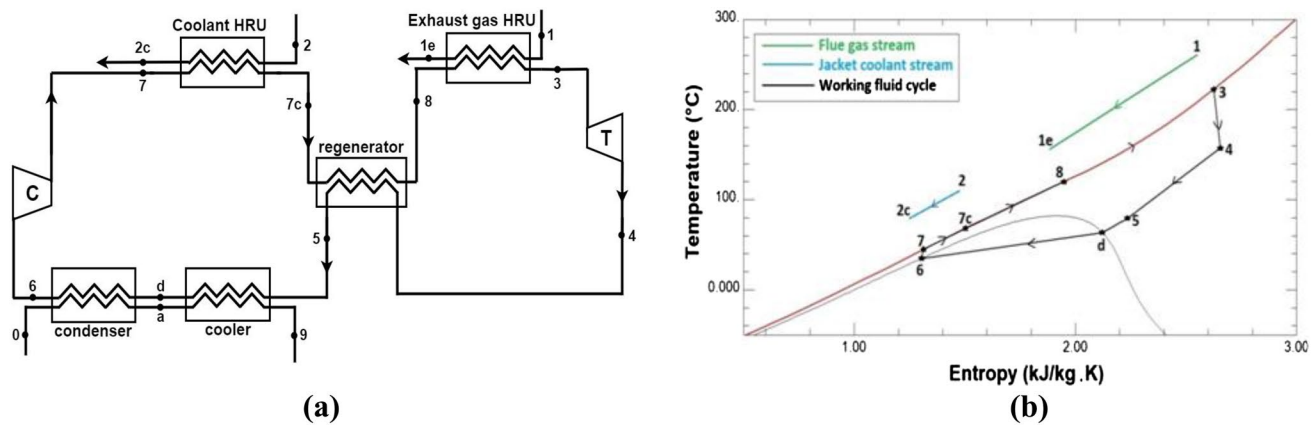 Coolant HRU
2c
2
7
7c
Exhaust gas HRU
1
1e
3
8
T
regenerator
C
4
5
6
d
a
0
9
condenser
cooler
(a)
Temperature (°C)
300.
200.
100
0.000
Flue gas stream
Jacket coolant stream
Working fluid cycle
1
3
1e
4
8
2
2c
7c
5
7
d
6
1.00
2.00
3.00
Entropy (kJ/kg .K)
(b)